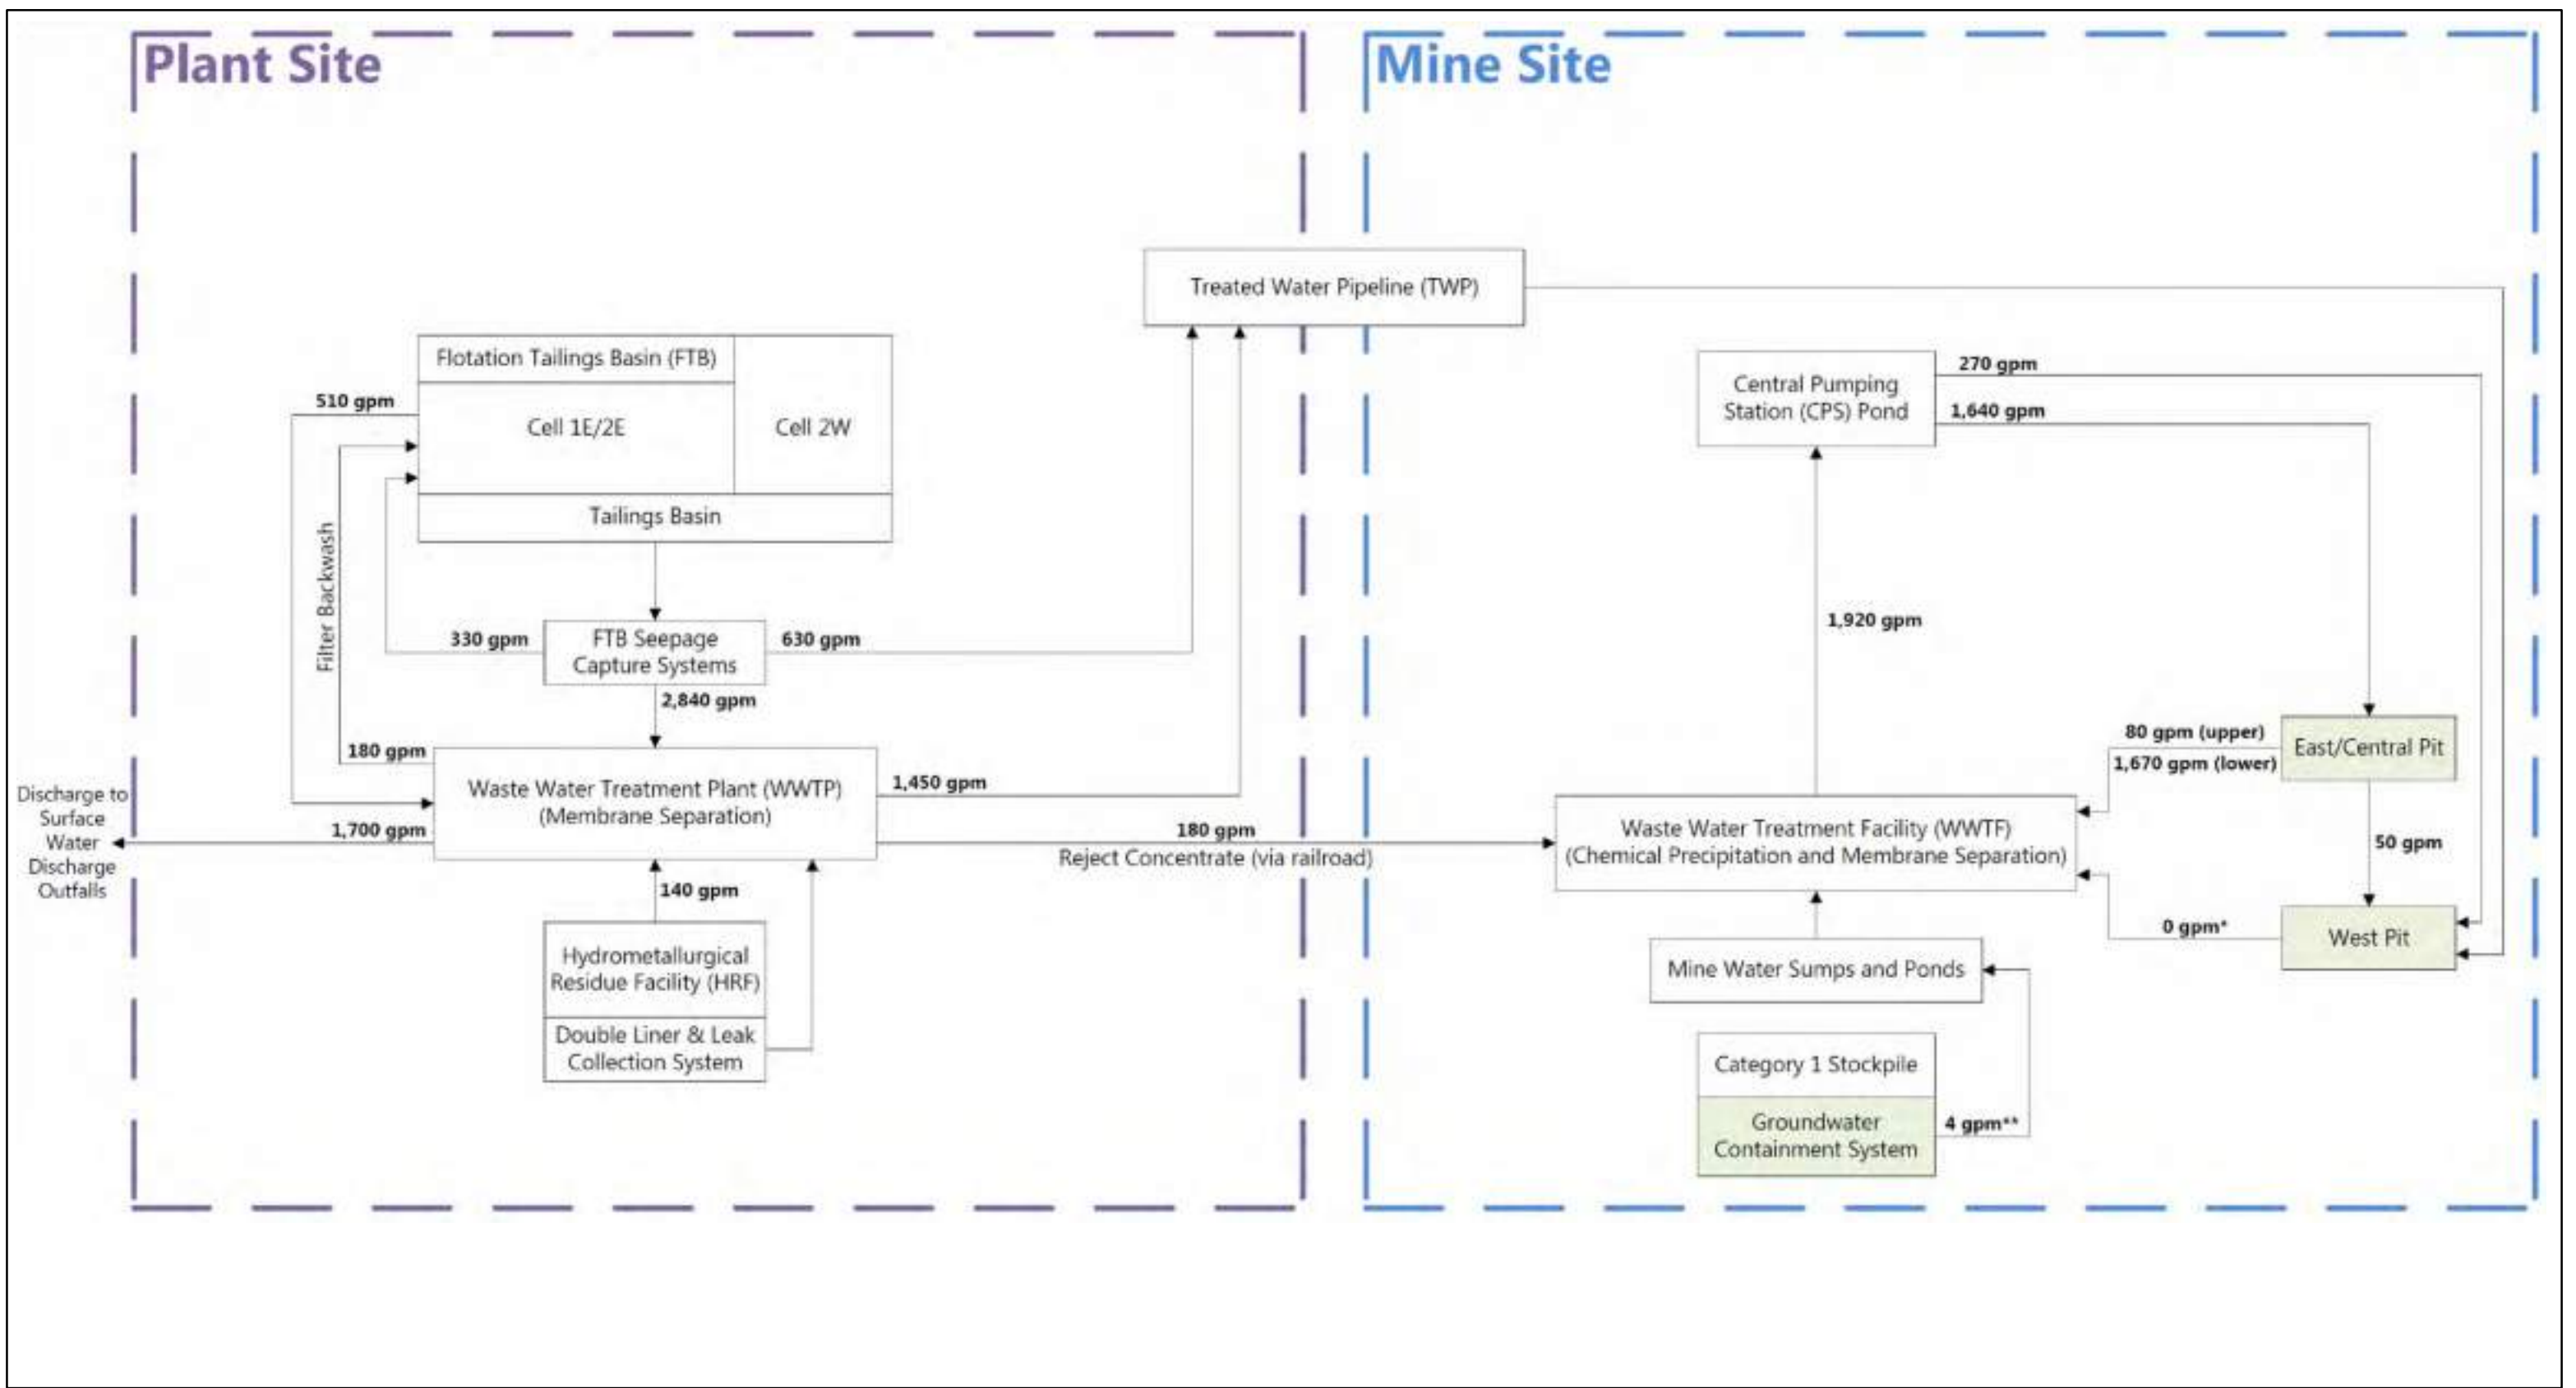 Plant Site
Mine Site
Treated Water Pipeline (TWP)
Flotation Tailings Basin (FTB)
Cell 1E/2E
Cell 2W
Tailings Basin
510 gpm
Filter Backwash
330 gpm
FTB Seepage
Capture Systems
630 gpm
2,840 gpm
180 gpm
Waste Water Treatment Plant (WWTP)
(Membrane Separation)
1,450 gpm
Discharge to
Surface
Water
Discharge
Outfalls
1,700 gpm
180 gpm
Reject Concentrate (via railroad)
140 gpm
Hydrometallurgical
Residue Facility (HRF)
Double Liner & Leak
Collection System
Central Pumping
Station (CPS) Pond
270 gpm
1,640 gpm
1,920 gpm
80 gpm (upper)
1,670 gpm (lower)
East/Central Pit
Waste Water Treatment Facility (WWTF)
(Chemical Precipitation and Membrane Separation)
50 gpm
0 gpm*
West Pit
Mine Water Sumps and Ponds
Category 1 Stockpile
Groundwater
Containment System
4 gpm**